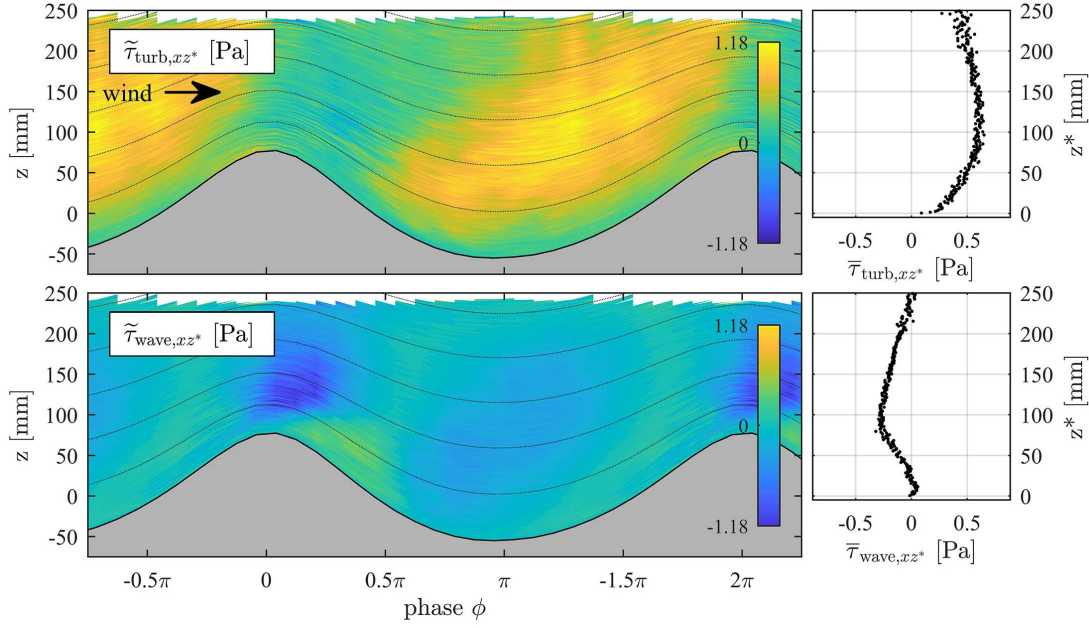 250
200
150
100
50
0
-50
z [mm]
τ̃turb,xz* [Pa]
wind
1.18
0
-1.18
250
200
150
100
50
0
z* [mm]
-0.5 0 0.5
τ̄turb,xz* [Pa]
250
200
150
100
50
0
-50
z [mm]
τ̃wave,xz* [Pa]
1.18
0
-1.18
-0.5π 0 0.5π π -1.5π 2π
phase ϕ
250
200
150
100
50
0
z* [mm]
-0.5 0 0.5
τ̄wave,xz* [Pa]